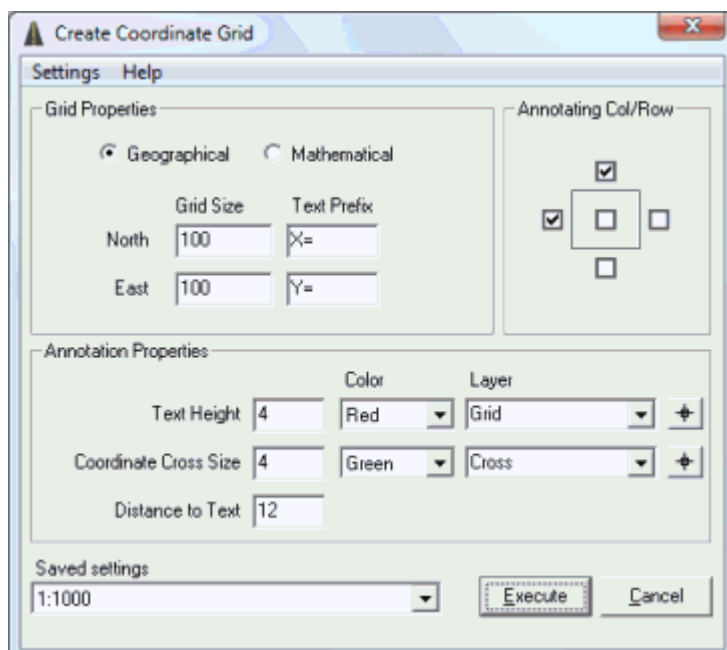 Create Coordinate Grid
Settings Help
Grid Properties
Annotating Col/Row
Geographical Mathematical
Grid Size Text Prefix
North 100 X=
East 100 Y=
Annotation Properties
Color Layer
Text Height 4 Red Grid
Coordinate Cross Size 4 Green Cross
Distance to Text 12
Saved settings
1:1000 Execute Cancel